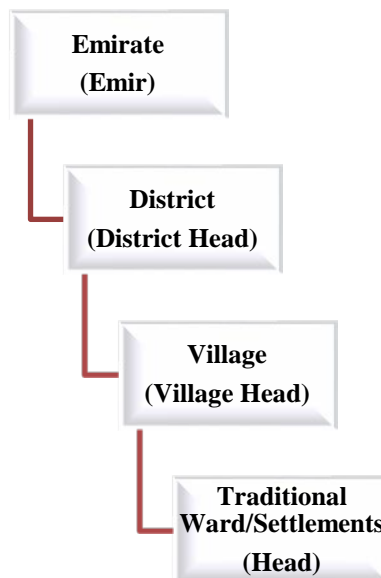 Emirate
(Emir)
District
(District Head)
Village
(Village Head)
Traditional
Ward/Settlements
(Head)